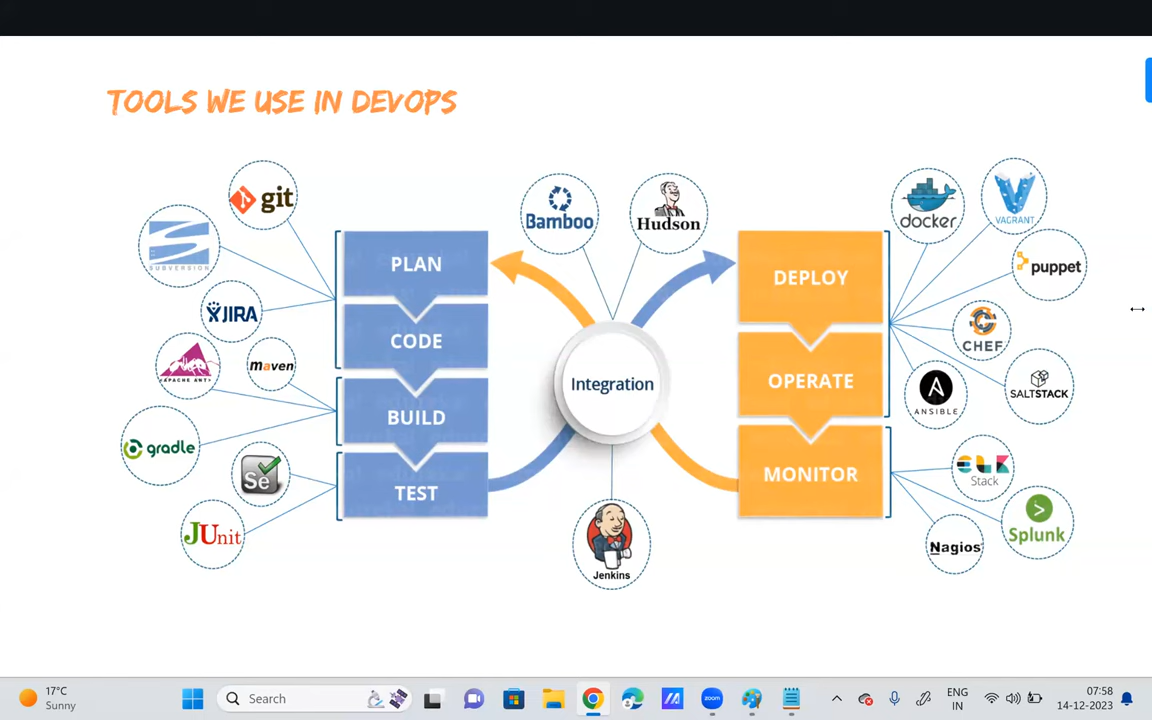 TOOLS WE USE IN DEVOPS
git
SUBVERSION
JIRA
APACHE ANT
maven
gradle
Se
JUnit
PLAN
CODE
BUILD
TEST
Bamboo
Hudson
Integration
Jenkins
DEPLOY
OPERATE
MONITOR
docker
VAGRANT
puppet
CHEF
ANSIBLE
SALTSTACK
ELK
Stack
Splunk
Nagios
17°C
Sunny
Search
zoom
ENG
IN
07:58
14-12-2023